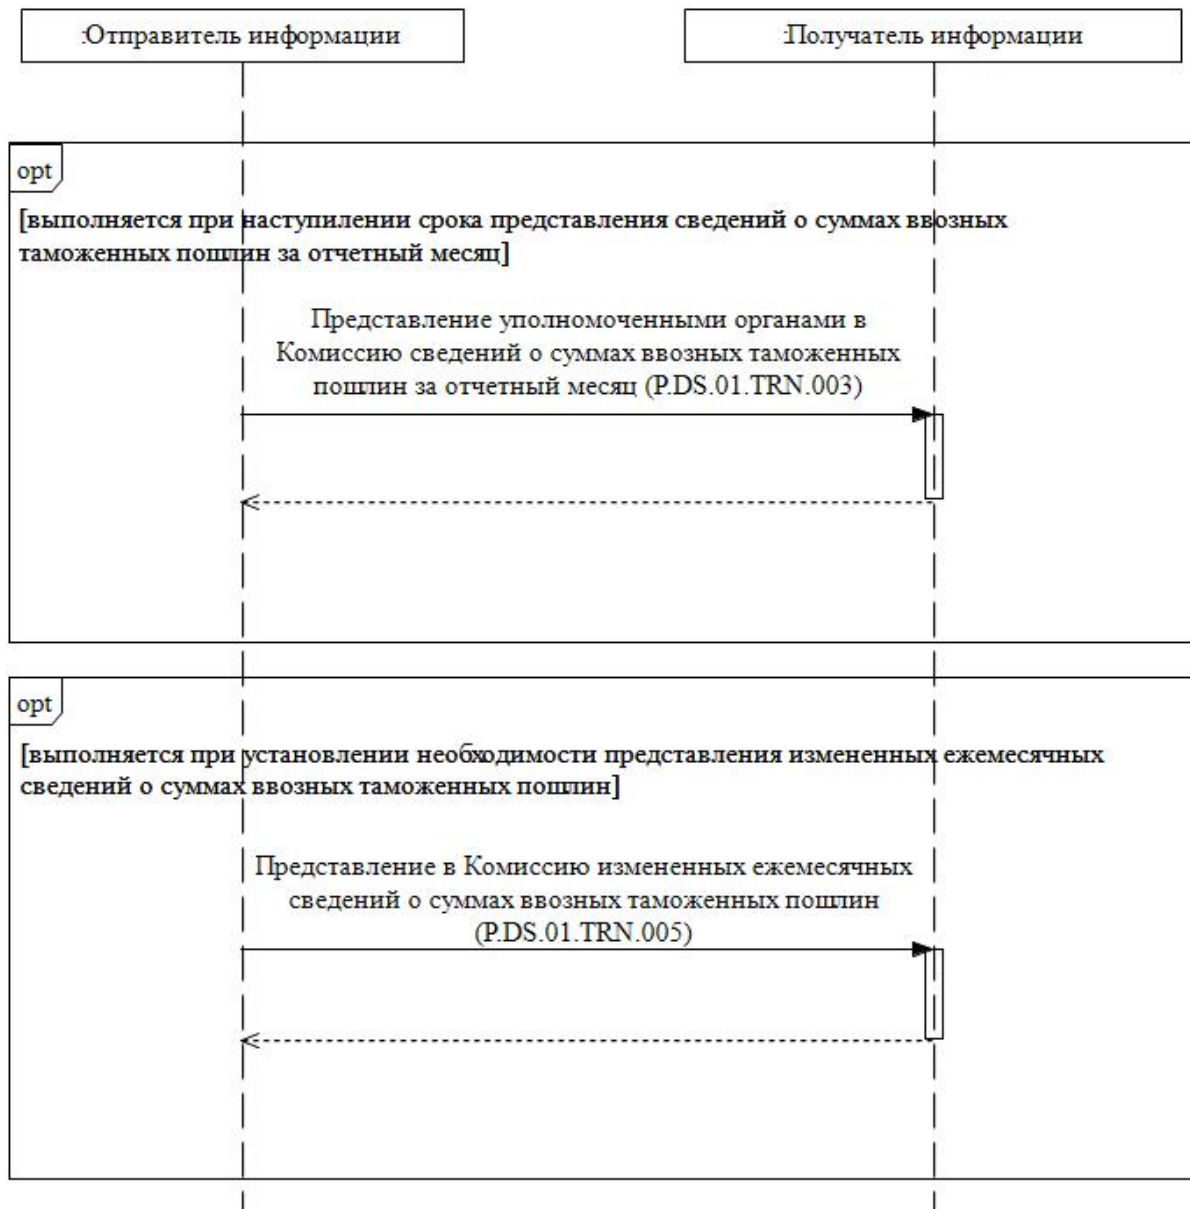 :Отправитель информации
:Получатель информации
opt
[выполняется при наступилении срока представления сведений о суммах ввозных
таможенных пошлин за отчетный месяц]
Представление уполномоченными органами в
Комиссию сведений о суммах ввозных таможенных
пошлин за отчетный месяц (P.DS.01.TRN.003)
opt
[выполняется при установлении необходимости представления измененных ежемесячных
сведений о суммах ввозных таможенных пошлин]
Представление в Комиссию измененных ежемесячных
сведений о суммах ввозных таможенных пошлин
(P.DS.01.TRN.005)